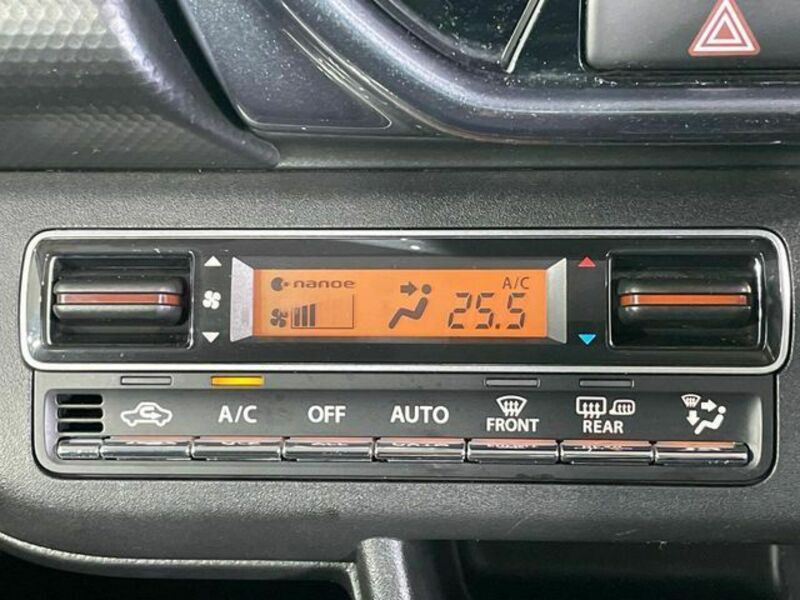 nanoe
A/C
25.5
A/C OFF AUTO FRONT REAR